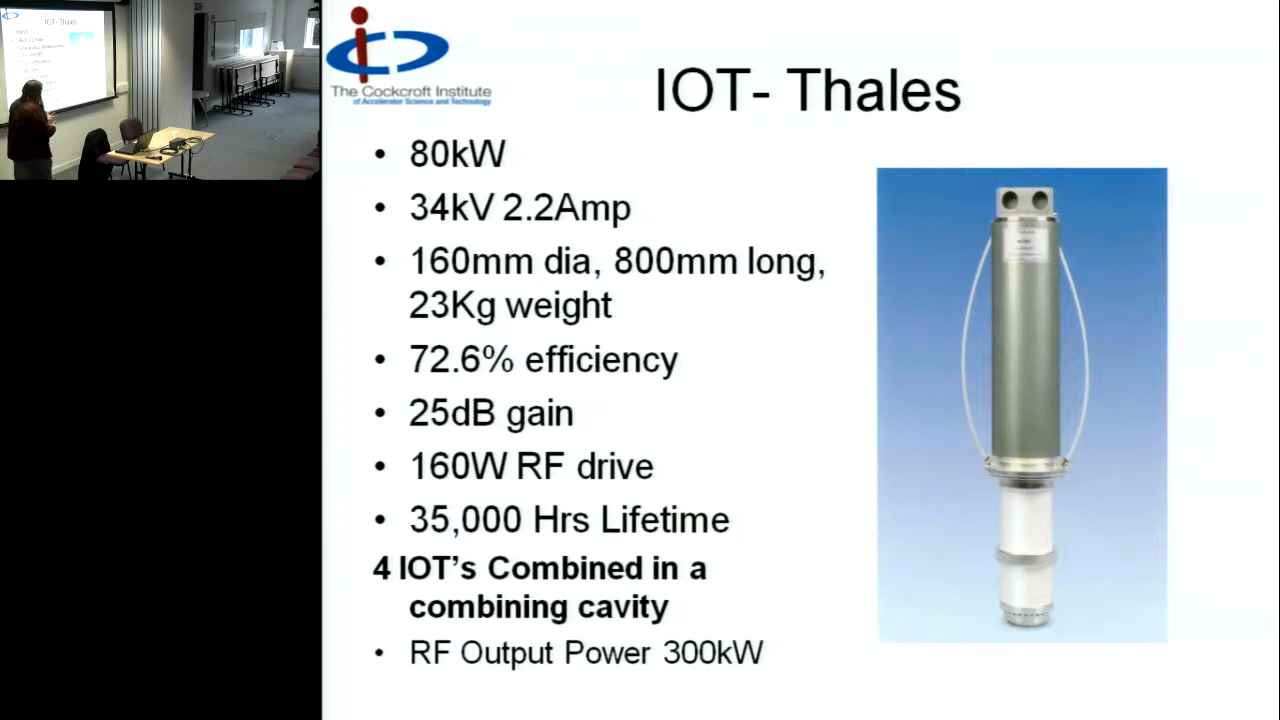 The Cockcroft Institute
of Accelerator Science and Technology
IOT- Thales
• 80kW
• 34kV 2.2Amp
• 160mm dia, 800mm long,
23Kg weight
• 72.6% efficiency
• 25dB gain
• 160W RF drive
• 35,000 Hrs Lifetime
4 IOT's Combined in a
combining cavity
• RF Output Power 300kW
IOT- Thales